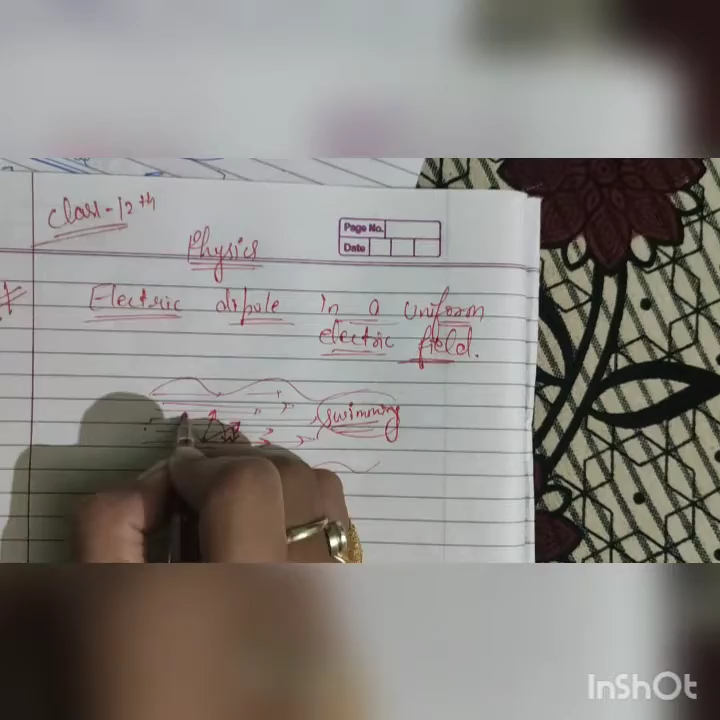 Class - 12th
Page No.
Date
Physics
Electric dipole in a uniform
electric field.
swimming
InShOt